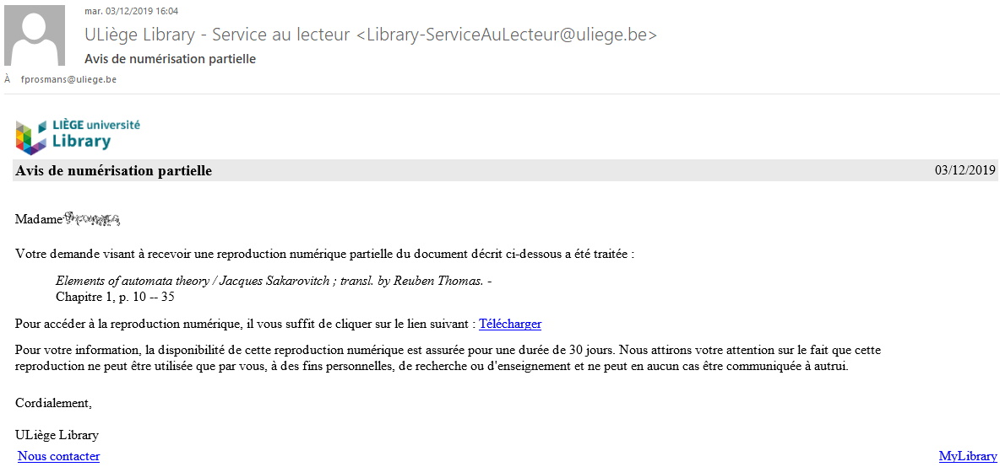 mar. 03/12/2019 16:04
ULiège Library - Service au lecteur <Library-ServiceAuLecteur@uliege.be>
Avis de numérisation partielle
À fprosmans@uliege.be
LIÈGE université
Library
Avis de numérisation partielle 03/12/2019
Madame
Votre demande visant à recevoir une reproduction numérique partielle du document décrit ci-dessous a été traitée :
Elements of automata theory / Jacques Sakarovitch ; transl. by Reuben Thomas. -
Chapitre 1, p. 10 -- 35
Pour accéder à la reproduction numérique, il vous suffit de cliquer sur le lien suivant : Télécharger
Pour votre information, la disponibilité de cette reproduction numérique est assurée pour une durée de 30 jours. Nous attirons votre attention sur le fait que cette
reproduction ne peut être utilisée que par vous, à des fins personnelles, de recherche ou d'enseignement et ne peut en aucun cas être communiquée à autrui.
Cordialement,
ULiège Library
Nous contacter MyLibrary